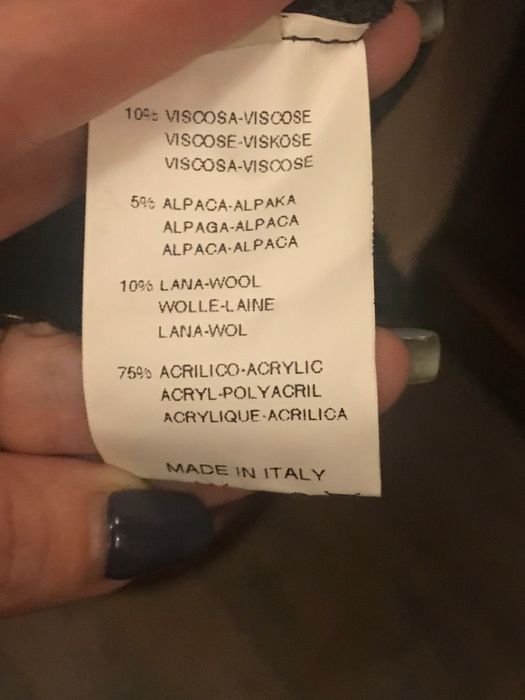 10% VISCOSA-VISCOSE
VISCOSE-VISKOSE
VISCOSA-VISCOSE
5% ALPACA-ALPAKA
ALPAGA-ALPACA
ALPACA-ALPACA
10% LANA-WOOL
WOLLE-LAINE
LANA-WOL
75% ACRILICO-ACRYLIC
ACRYL-POLYACRIL
ACRYLIQUE-ACRILICA
MADE IN ITALY